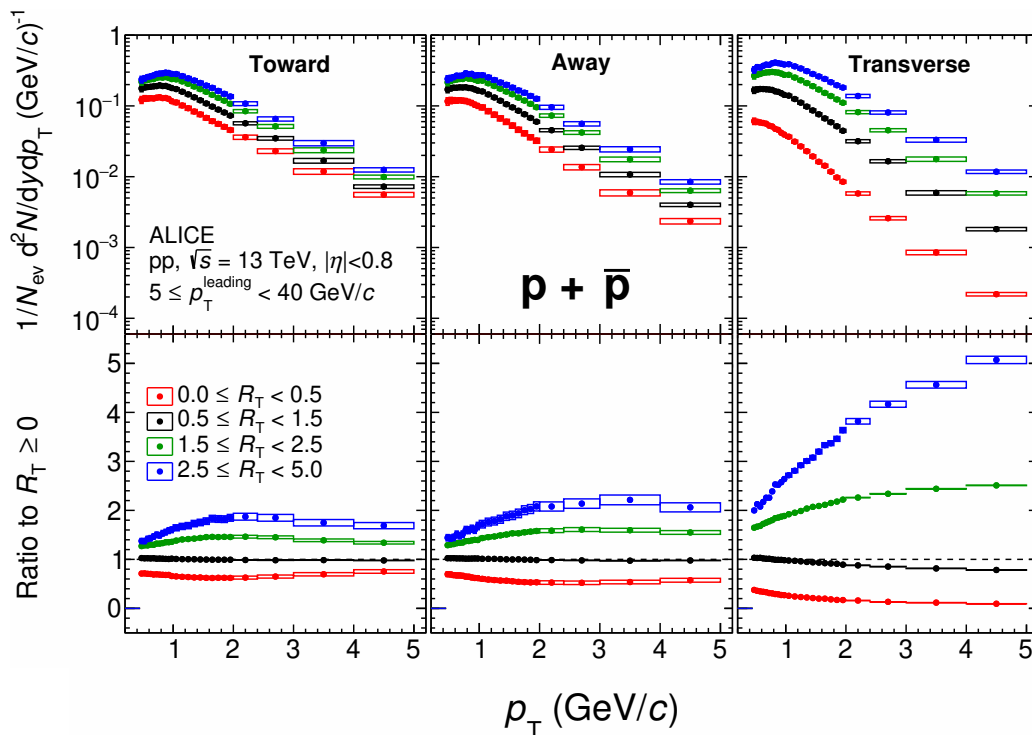 1/N_ev d²N/dydp_T (GeV/c)⁻¹
1
10⁻¹
10⁻²
10⁻³
10⁻⁴
Toward
Away
Transverse
ALICE
pp, √s = 13 TeV, |η|<0.8
5 ≤ p_T^leading < 40 GeV/c
p + p̅
Ratio to R_T ≥ 0
5
4
3
2
1
0
0.0 ≤ R_T < 0.5
0.5 ≤ R_T < 1.5
1.5 ≤ R_T < 2.5
2.5 ≤ R_T < 5.0
1 2 3 4 5 1 2 3 4 5 1 2 3 4 5
p_T (GeV/c)